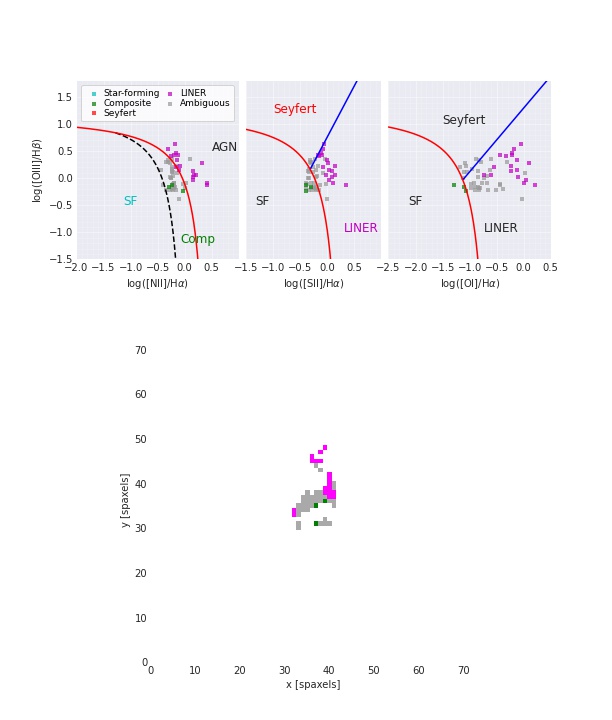 Star-forming
Composite
Seyfert
LINER
Ambiguous
log([OIII]/Hβ)
1.5
1.0
0.5
0.0
−0.5
−1.0
−1.5
AGN
SF
Comp
−2.0 −1.5 −1.0 −0.5 0.0 0.5
log([NII]/Hα)
Seyfert
SF
LINER
−1.0 −0.5 0.0 0.5
log([SII]/Hα)
Seyfert
SF
LINER
−2.5 −2.0 −1.5 −1.0 −0.5 0.0 0.5
log([OI]/Hα)
y [spaxels]
70
60
50
40
30
20
10
0
0 10 20 30 40 50 60 70
x [spaxels]